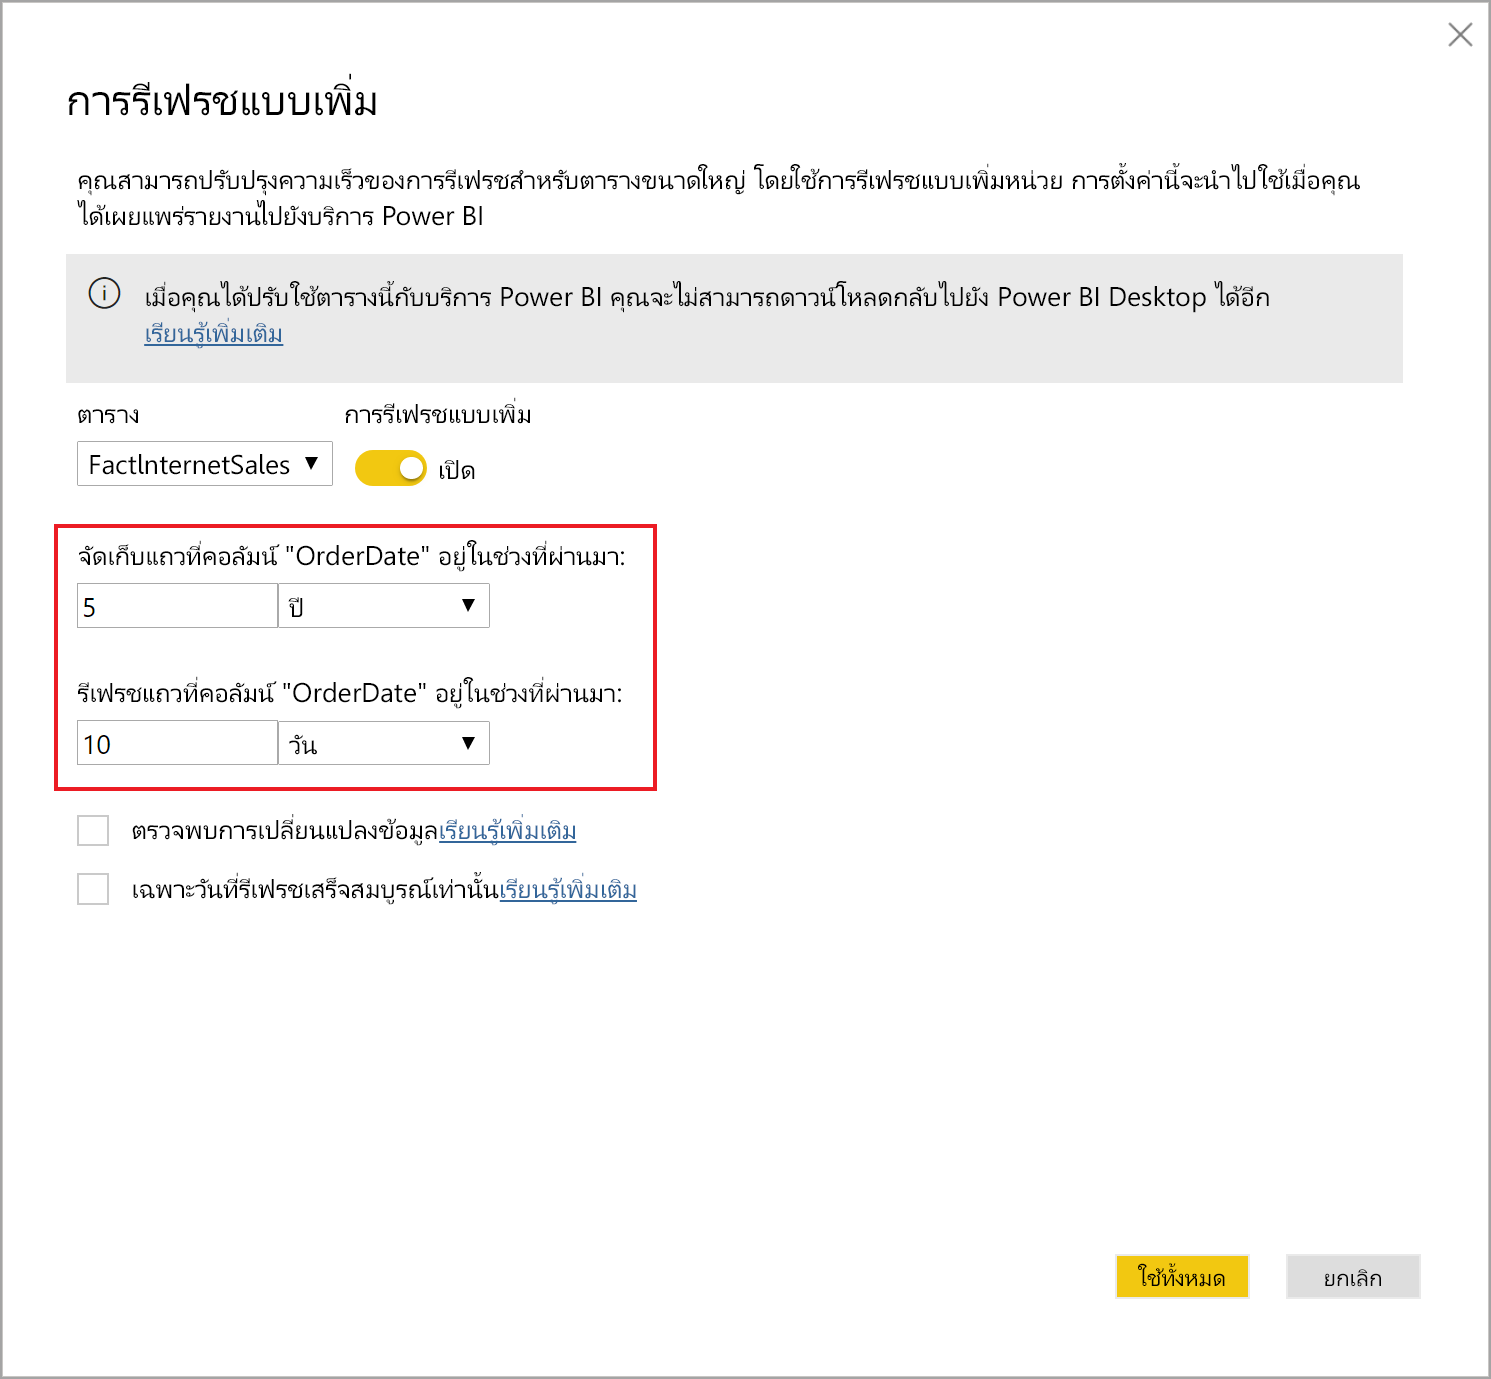 การรีเฟรชแบบเพิ่ม
คุณสามารถปรับปรุงความเร็วของการรีเฟรชสำหรับตารางขนาดใหญ่ โดยใช้การรีเฟรชแบบเพิ่มหน่วย การตั้งค่านี้จะนำไปใช้เมื่อคุณ
ได้เผยแพร่รายงานไปยังบริการ Power BI
เมื่อคุณได้ปรับใช้ตารางนี้กับบริการ Power BI คุณจะไม่สามารถดาวน์โหลดกลับไปยัง Power BI Desktop ได้อีก
เรียนรู้เพิ่มเติม
ตาราง การรีเฟรชแบบเพิ่ม
FactlnternetSales ▼ เปิด
จัดเก็บแถวที่คอลัมน์ "OrderDate" อยู่ในช่วงที่ผ่านมา:
5 ปี ▼
รีเฟรชแถวที่คอลัมน์ "OrderDate" อยู่ในช่วงที่ผ่านมา:
10 วัน ▼
ตรวจพบการเปลี่ยนแปลงข้อมูลเรียนรู้เพิ่มเติม
เฉพาะวันที่รีเฟรชเสร็จสมบูรณ์เท่านั้นเรียนรู้เพิ่มเติม
ใช้ทั้งหมด ยกเลิก